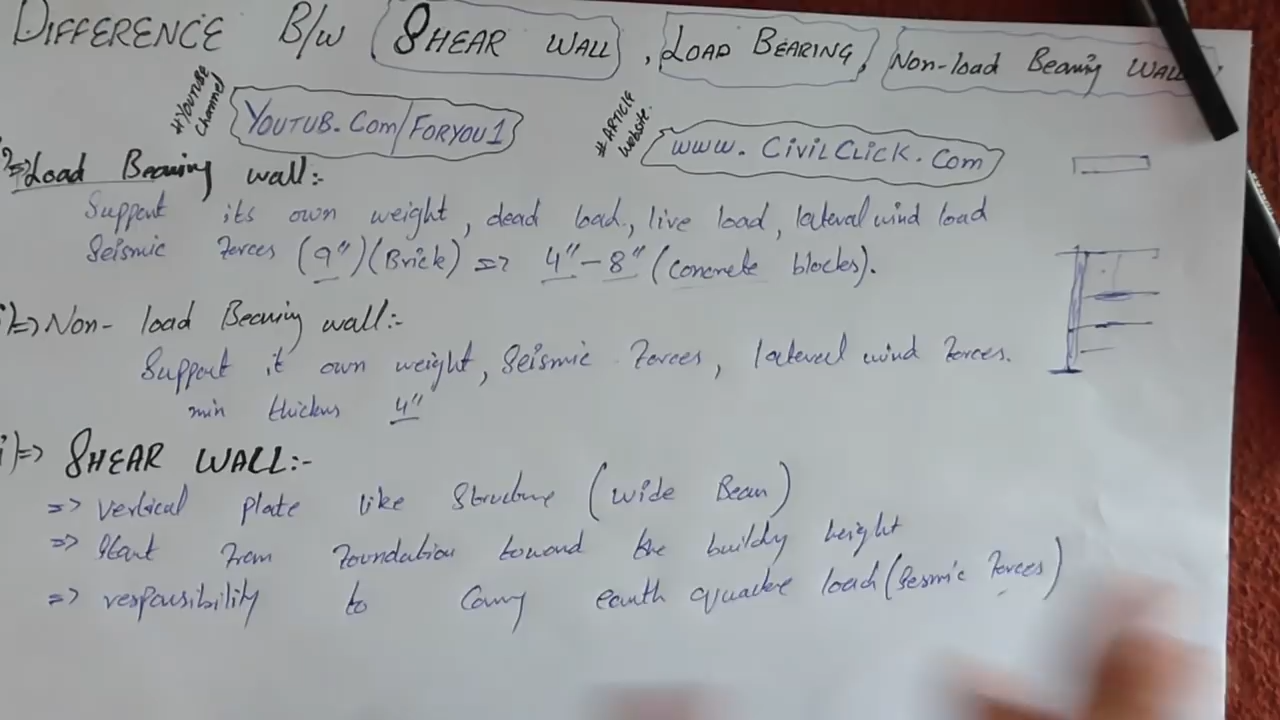 DIFFERENCE B/W SHEAR WALL, LOAD BEARING, Non-load Bearing WALL
#YOUTUBE Channel
YOUTUB.Com/FORYOU1
#ARTICLE website.
www.CIVILCLICK.Com
Load Bearing wall:-
Support its own weight, dead load, live load, lateral wind load
Seismic Forces (9")(Brick) => 4"-8" (concrete blocks).
i)=> Non-load Bearing wall:-
Support it own weight, Seismic Forces, lateral wind Forces.
min thickns 4"
i)=> SHEAR WALL:-
=> vertical plate like Structure (wide Beam)
=> Start From Foundation toward the buildy height
=> responsibility to Carry earth quacke load (Sesmic Forces)